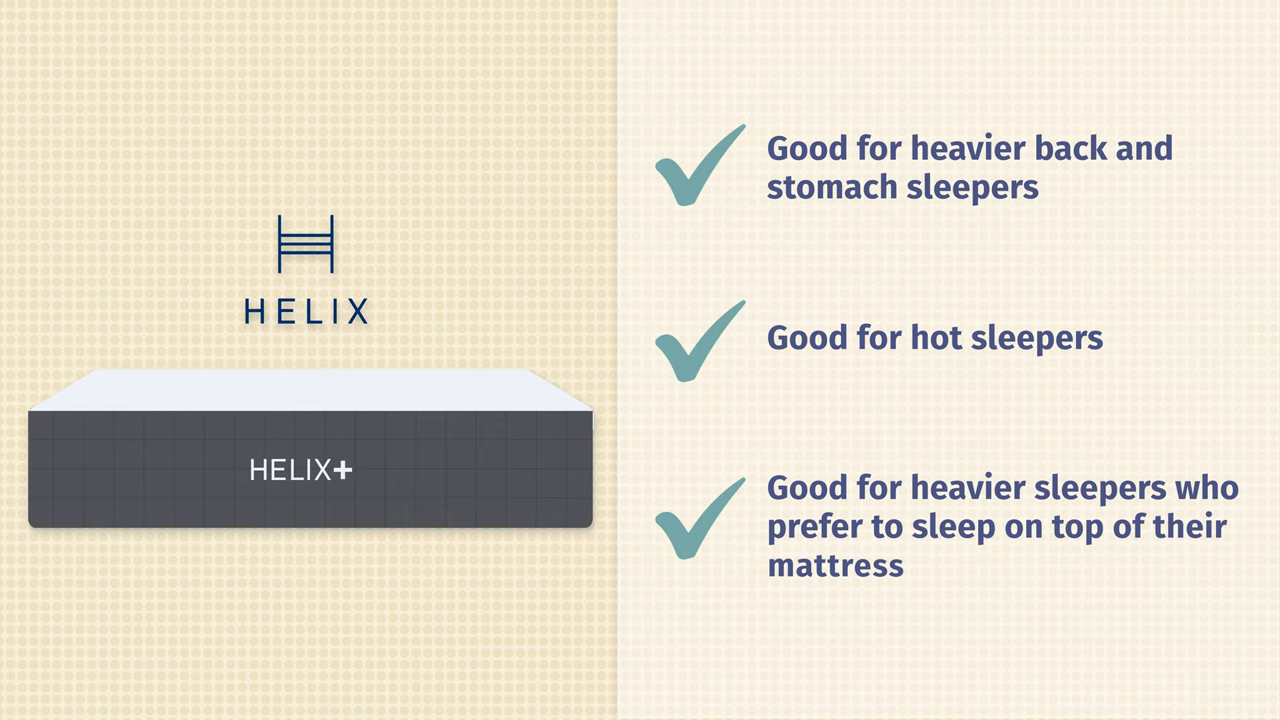 HELIX
HELIX+
Good for heavier back and
stomach sleepers
Good for hot sleepers
Good for heavier sleepers who
prefer to sleep on top of their
mattress